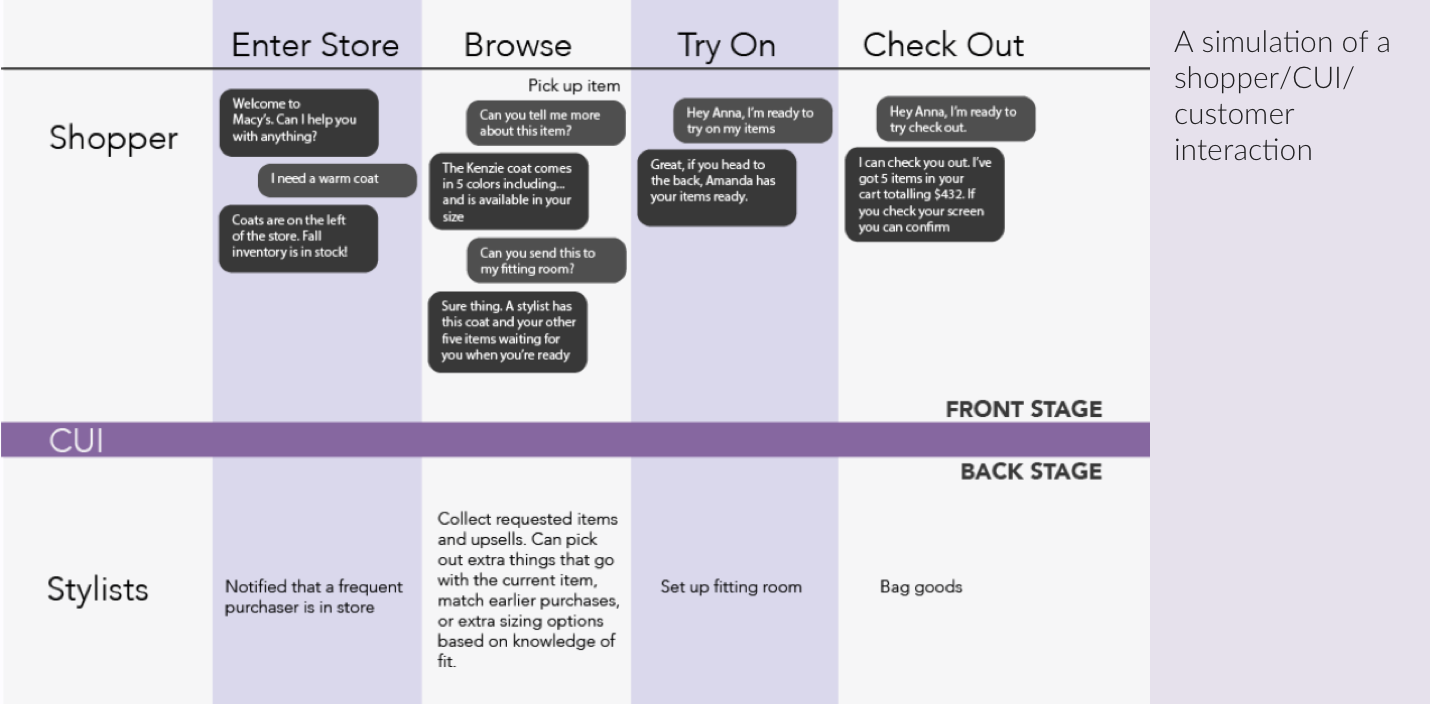 Enter Store
Browse
Try On
Check Out
A simulation of a
shopper/CUI/
customer
interaction
Shopper
Welcome to
Macy's. Can I help you
with anything?
I need a warm coat
Coats are on the left
of the store. Fall
inventory is in stock!
Pick up item
Can you tell me more
about this item?
The Kenzie coat comes
in 5 colors including...
and is available in your
size
Can you send this to
my fitting room?
Sure thing. A stylist has
this coat and your other
five items waiting for
you when you're ready
Hey Anna, I'm ready to
try on my items
Great, if you head to
the back, Amanda has
your items ready.
Hey Anna, I'm ready to
try check out.
I can check you out. I've
got 5 items in your
cart totalling $432. If
you check your screen
you can confirm
FRONT STAGE
CUI
BACK STAGE
Stylists
Notified that a frequent
purchaser is in store
Collect requested items
and upsells. Can pick
out extra things that go
with the current item,
match earlier purchases,
or extra sizing options
based on knowledge of
fit.
Set up fitting room
Bag goods